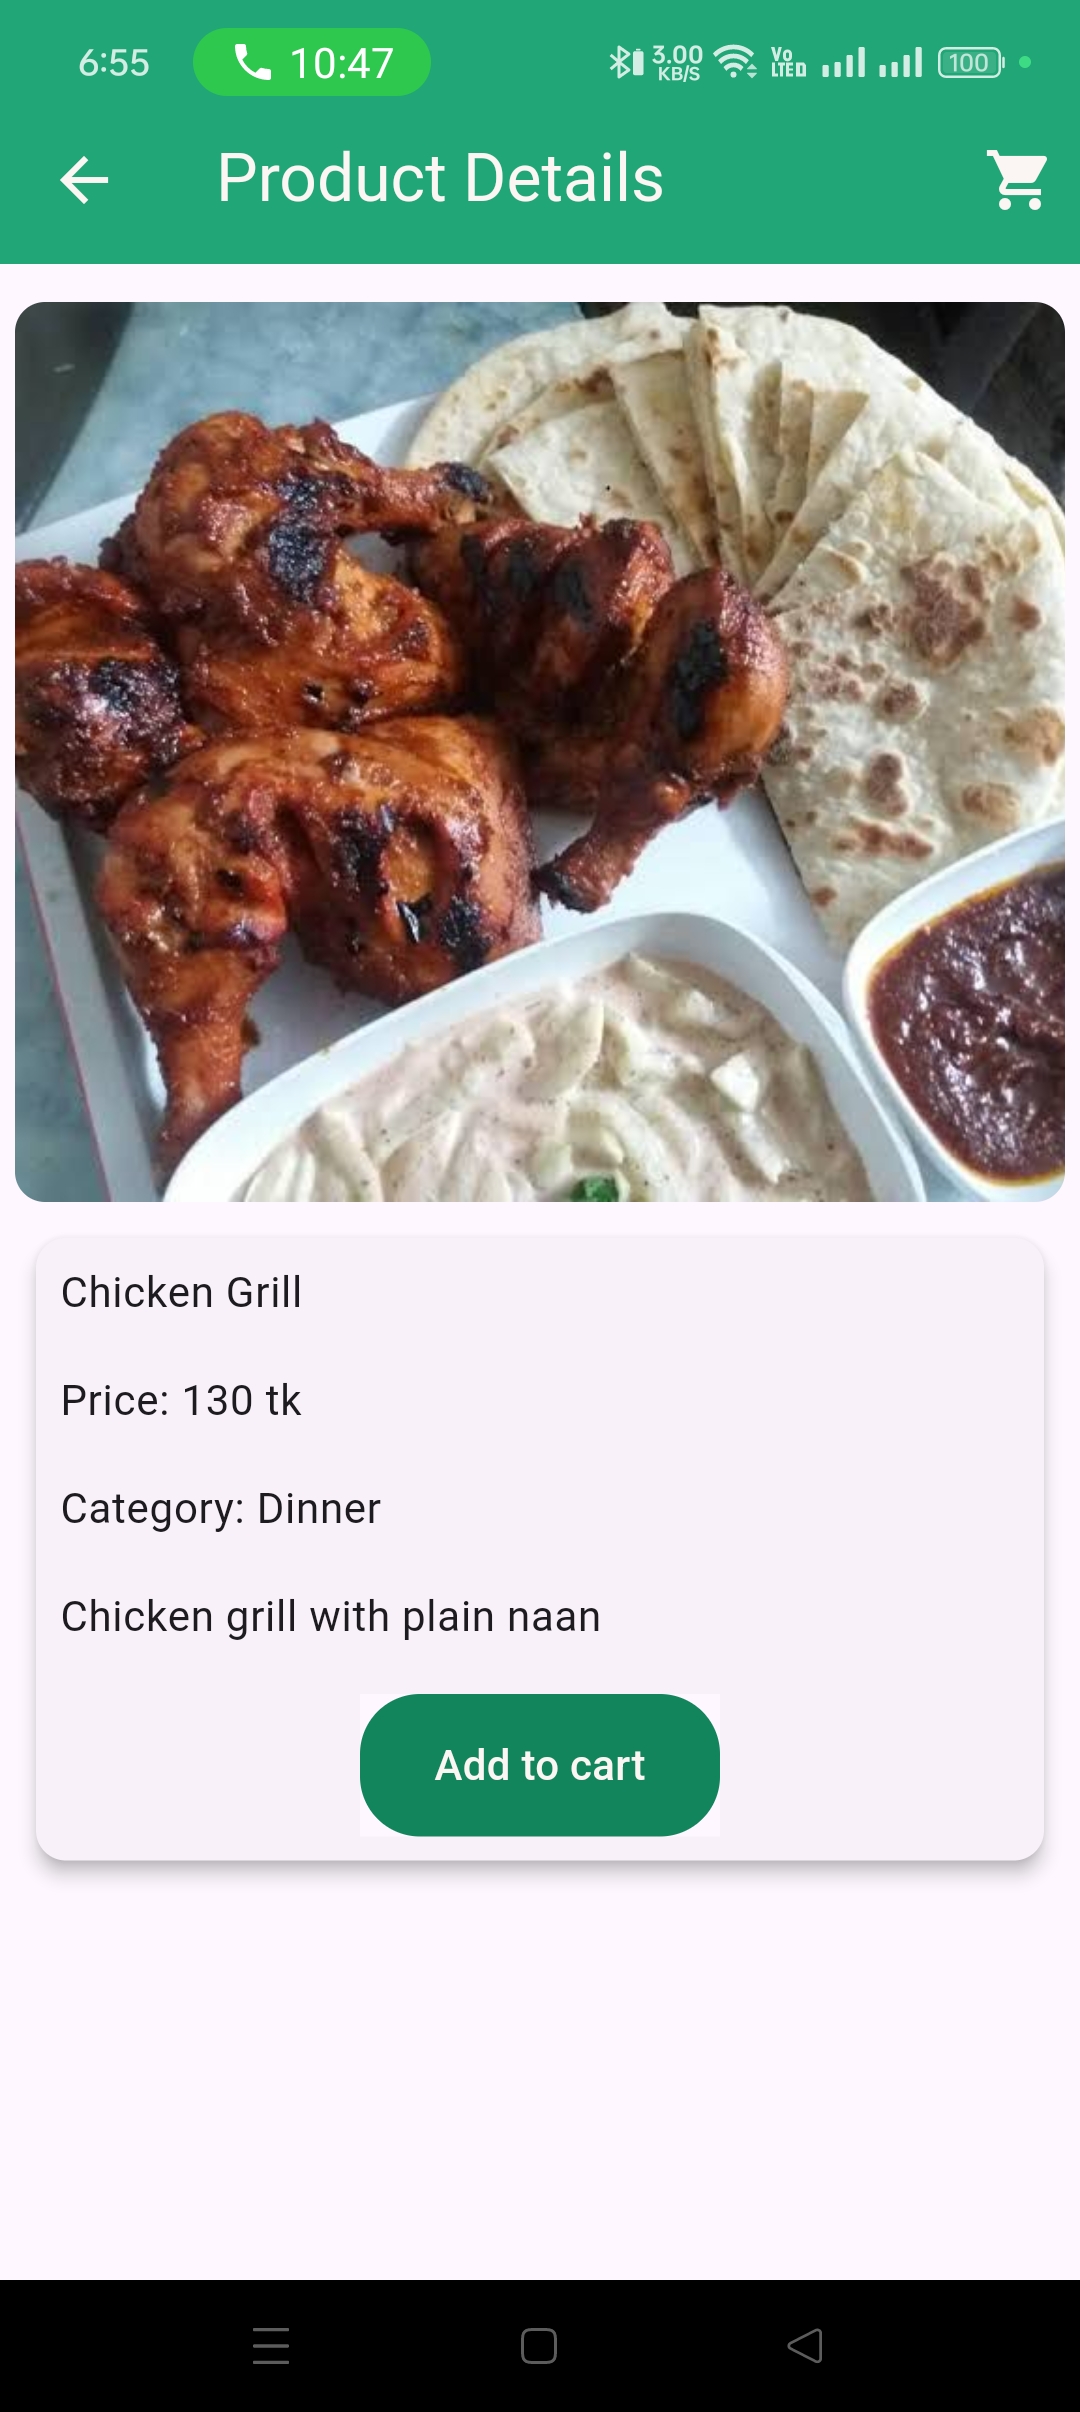 6:55 10:47 3.00 KB/S Vo LTED 100
Product Details
Chicken Grill
Price: 130 tk
Category: Dinner
Chicken grill with plain naan
Add to cart